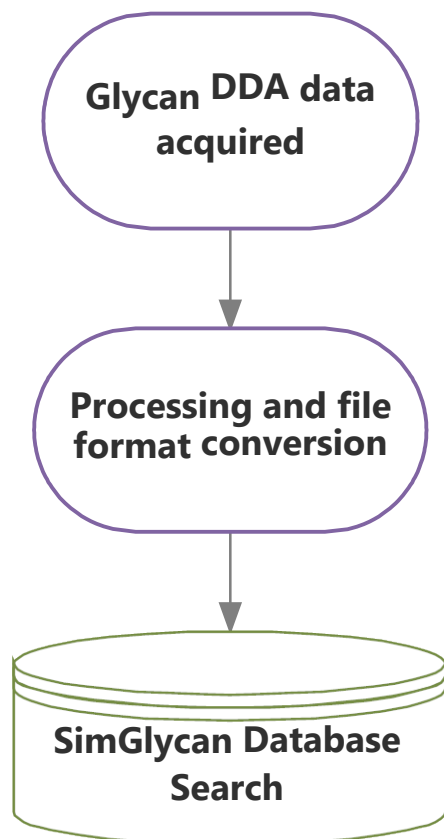 Glycan DDA data
acquired
Processing and file
format conversion
SimGlycan Database
Search